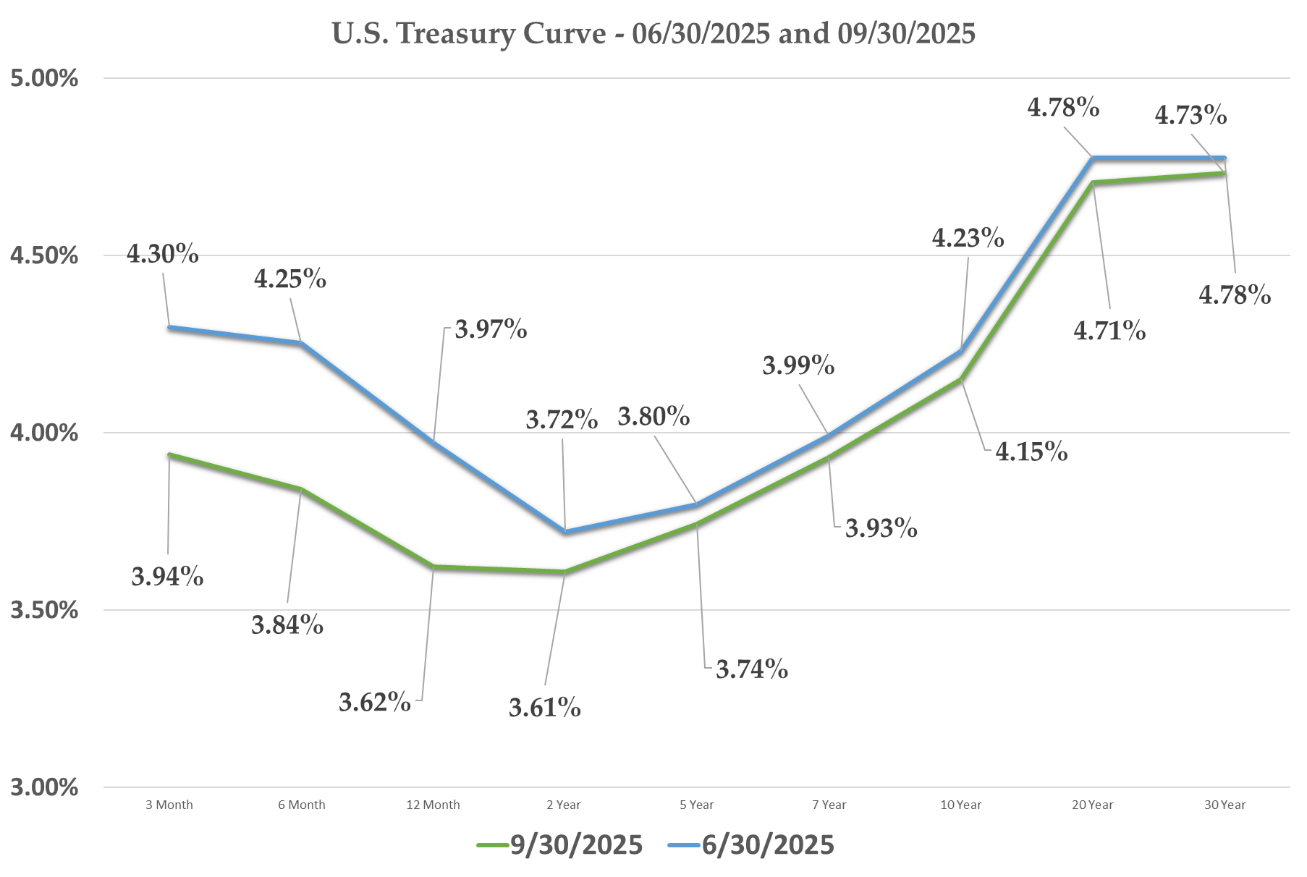 U.S. Treasury Curve - 06/30/2025 and 09/30/2025
5.00%
4.78%
4.73%
4.50%
4.30%
4.25%
4.23%
4.78%
3.97%
4.71%
3.99%
3.72%
3.80%
4.00%
4.15%
3.93%
3.94%
3.84%
3.50%
3.74%
3.62%
3.61%
3.00%
3 Month
6 Month
12 Month
2 Year
5 Year
7 Year
10 Year
20 Year
30 Year
9/30/2025
6/30/2025